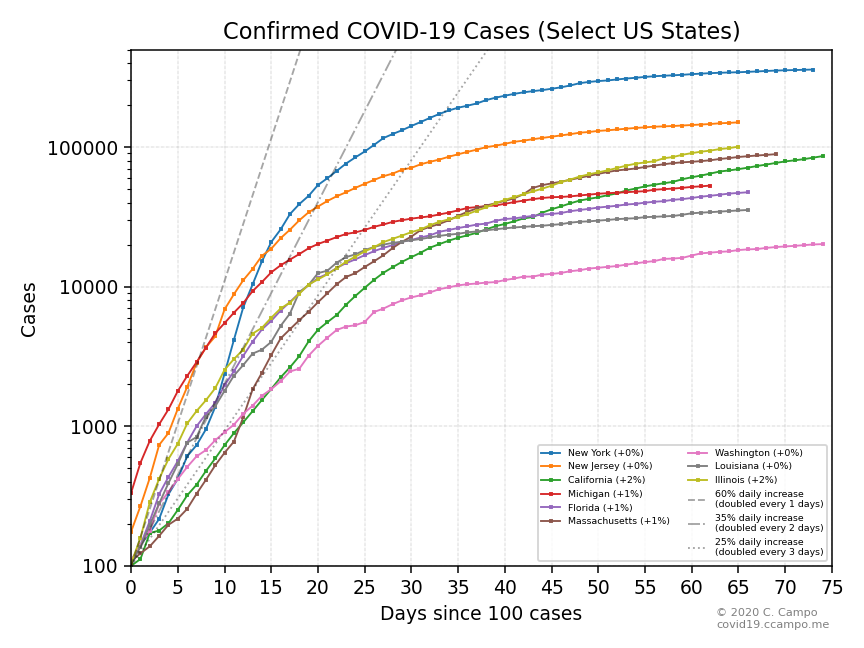 Confirmed COVID-19 Cases (Select US States)
Cases
100000
10000
1000
100
0 5 10 15 20 25 30 35 40 45 50 55 60 65 70 75
Days since 100 cases
New York (+0%)
New Jersey (+0%)
California (+2%)
Michigan (+1%)
Florida (+1%)
Massachusetts (+1%)
Washington (+0%)
Louisiana (+0%)
Illinois (+2%)
60% daily increase
(doubled every 1 days)
35% daily increase
(doubled every 2 days)
25% daily increase
(doubled every 3 days)
© 2020 C. Campo
covid19.ccampo.me